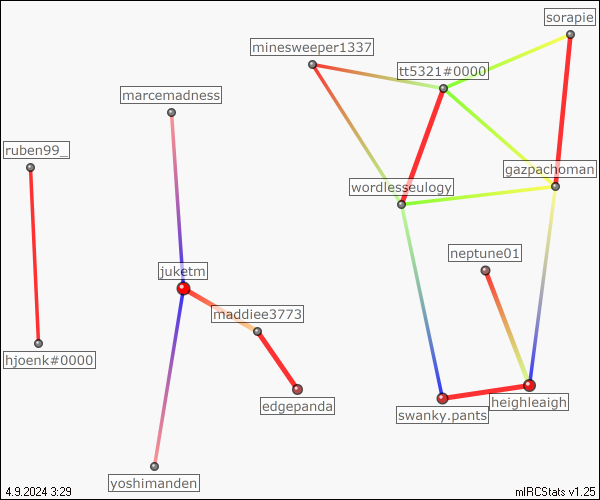 sorapie
minesweeper1337
tt5321#0000
marcemadness
ruben99_
gazpachoman
wordlesseulogy
neptune01
juketm
maddiee3773
hjoenk#0000
edgepanda
heighleaigh
swanky.pants
yoshimanden
4.9.2024 3:29
mIRCStats v1.25